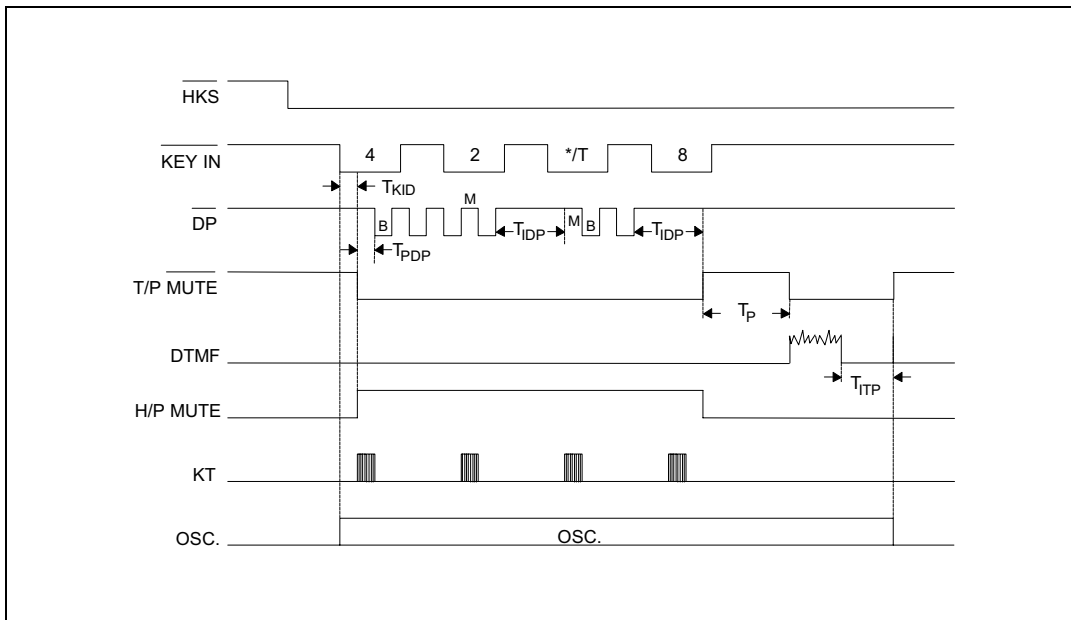 HKS
KEY IN 4 2 */T 8
TKID
M
DP B TIDP M B TIDP
TPDP
T/P MUTE
TP
DTMF
TITP
H/P MUTE
KT
OSC. OSC.